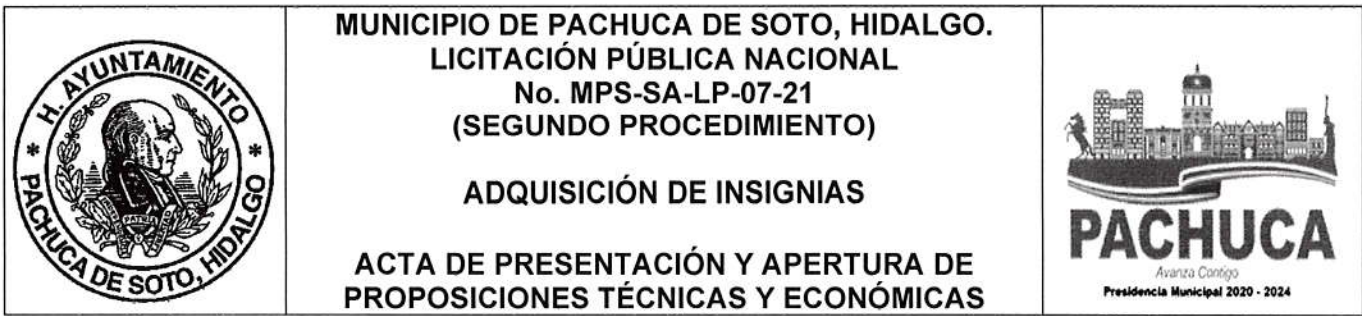 H. AYUNTAMIENTO
* PACHUCA DE SOTO, HIDALGO *
PATRIA
MUNICIPIO DE PACHUCA DE SOTO, HIDALGO.
LICITACIÓN PÚBLICA NACIONAL
No. MPS-SA-LP-07-21
(SEGUNDO PROCEDIMIENTO)
ADQUISICIÓN DE INSIGNIAS
ACTA DE PRESENTACIÓN Y APERTURA DE
PROPOSICIONES TÉCNICAS Y ECONÓMICAS
PACHUCA
Avanza Contigo
Presidencia Municipal 2020 - 2024